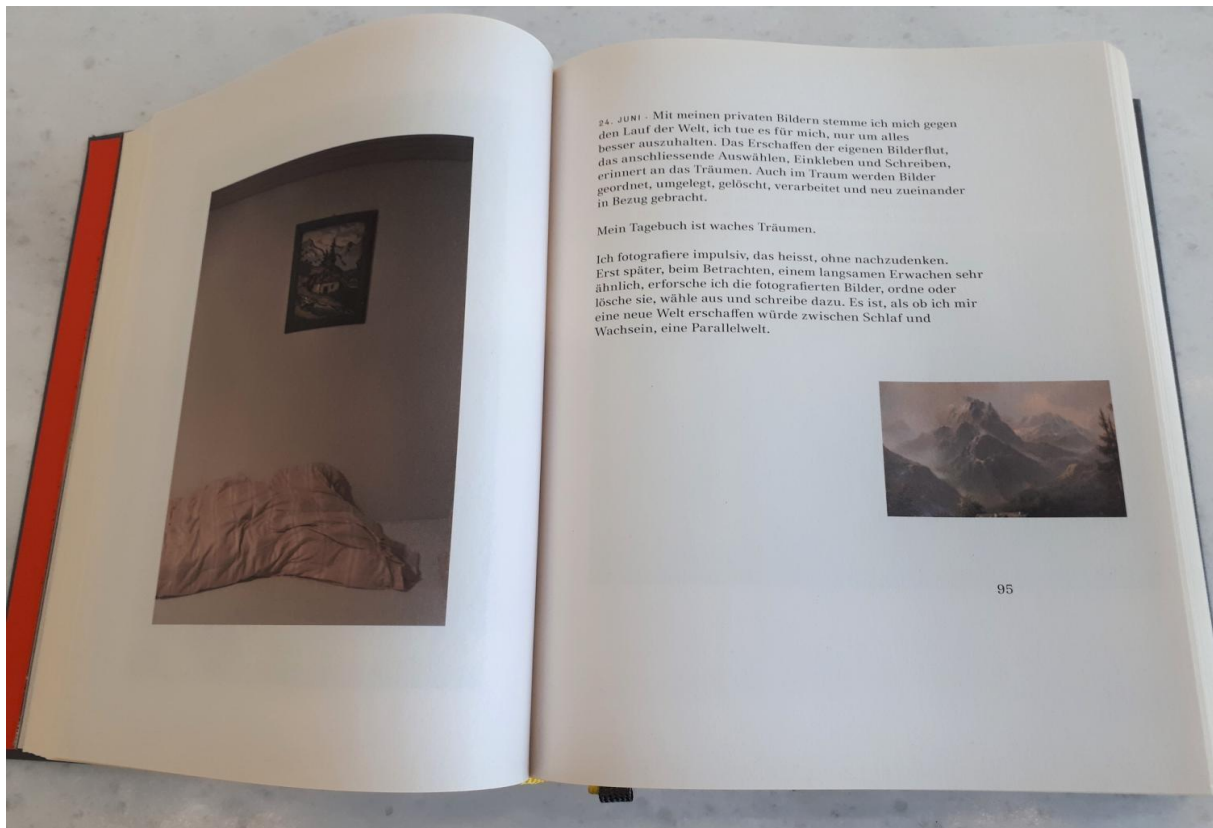 24. JUNI · Mit meinen privaten Bildern stemme ich mich gegen
den Lauf der Welt, ich tue es für mich, nur um alles
besser auszuhalten. Das Erschaffen der eigenen Bilderflut,
das anschliessende Auswählen, Einkleben und Schreiben,
erinnert an das Träumen. Auch im Traum werden Bilder
geordnet, umgelegt, gelöscht, verarbeitet und neu zueinander
in Bezug gebracht.
Mein Tagebuch ist waches Träumen.
Ich fotografiere impulsiv, das heisst, ohne nachzudenken.
Erst später, beim Betrachten, einem langsamen Erwachen sehr
ähnlich, erforsche ich die fotografierten Bilder, ordne oder
lösche sie, wähle aus und schreibe dazu. Es ist, als ob ich mir
eine neue Welt erschaffen würde zwischen Schlaf und
Wachsein, eine Parallelwelt.
95